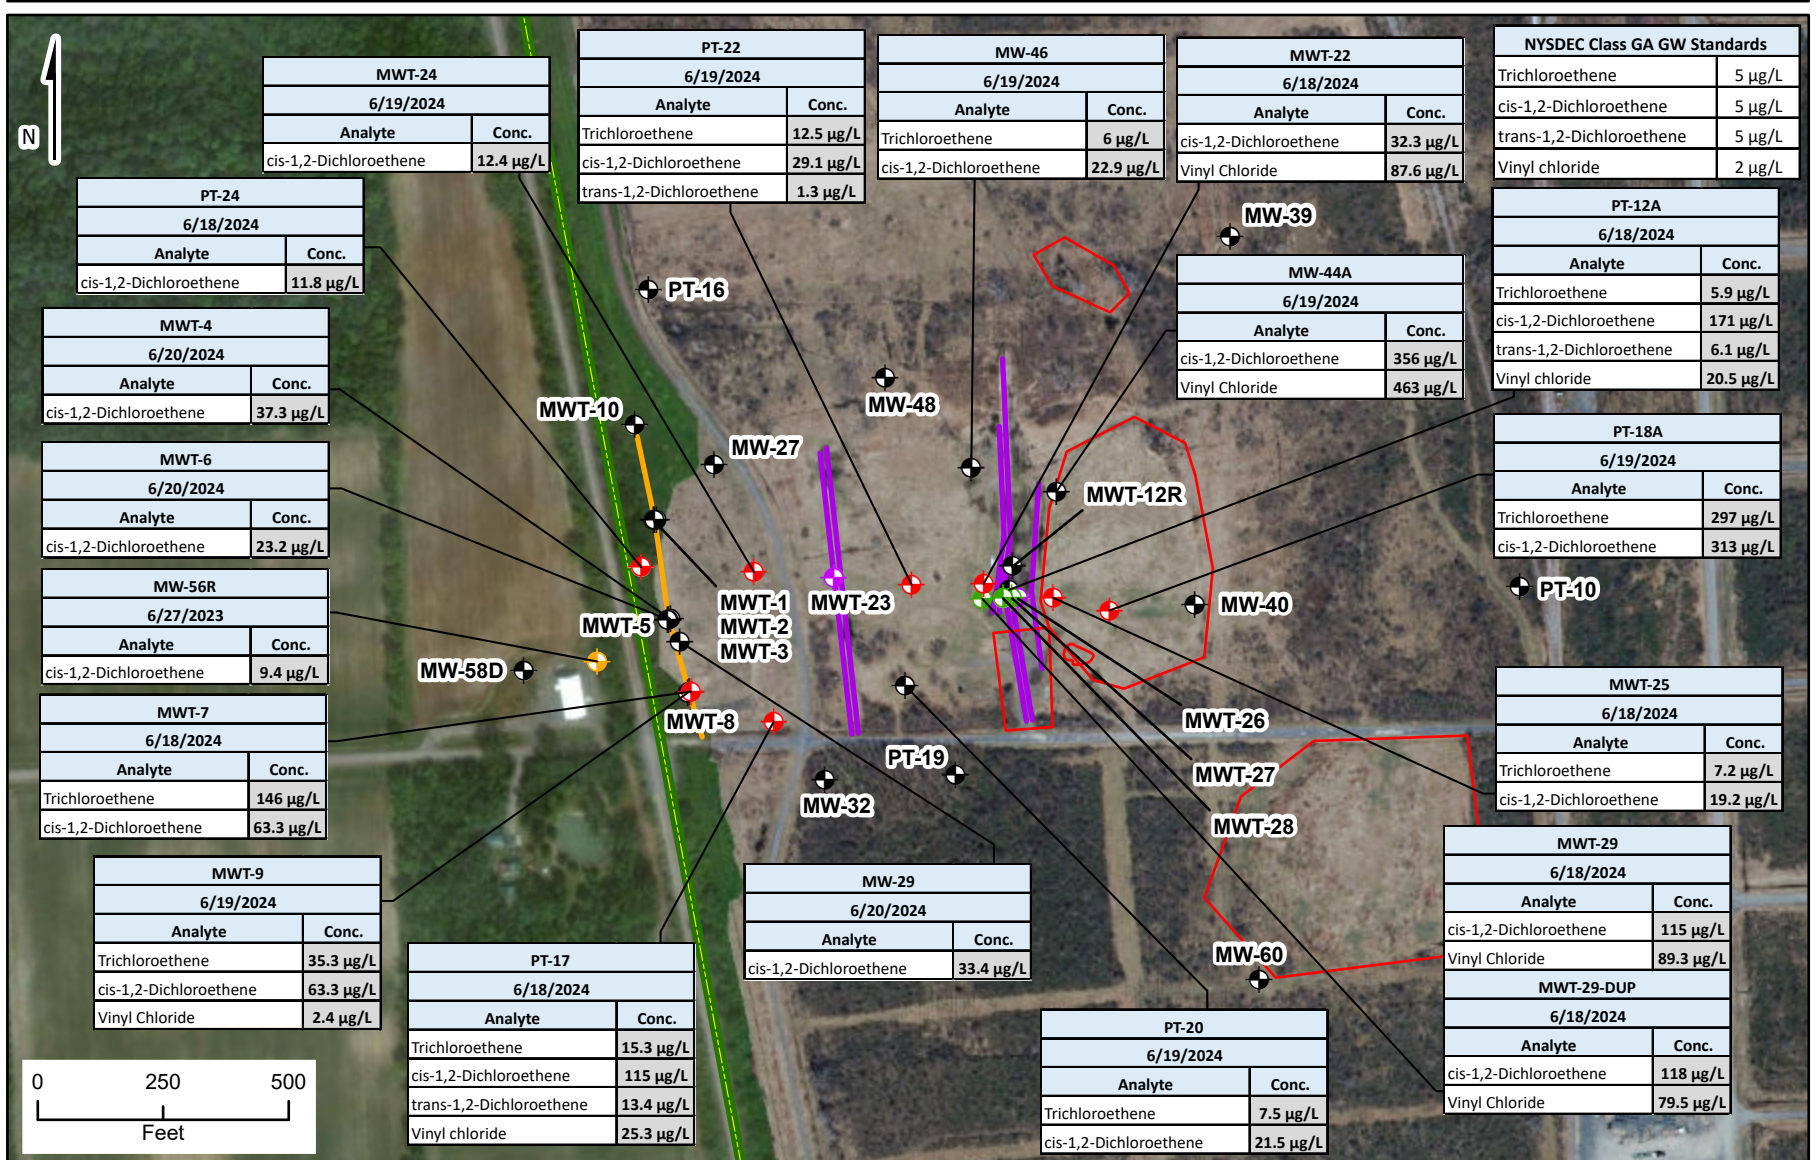 N
MWT-24
6/19/2024
Analyte Conc.
cis-1,2-Dichloroethene 12.4 µg/L
PT-22
6/19/2024
Analyte Conc.
Trichloroethene 12.5 µg/L
cis-1,2-Dichloroethene 29.1 µg/L
trans-1,2-Dichloroethene 1.3 µg/L
MW-46
6/19/2024
Analyte Conc.
Trichloroethene 6 µg/L
cis-1,2-Dichloroethene 22.9 µg/L
MWT-22
6/18/2024
Analyte Conc.
cis-1,2-Dichloroethene 32.3 µg/L
Vinyl Chloride 87.6 µg/L
NYSDEC Class GA GW Standards
Trichloroethene 5 µg/L
cis-1,2-Dichloroethene 5 µg/L
trans-1,2-Dichloroethene 5 µg/L
Vinyl chloride 2 µg/L
PT-24
6/18/2024
Analyte Conc.
cis-1,2-Dichloroethene 11.8 µg/L
PT-12A
6/18/2024
Analyte Conc.
Trichloroethene 5.9 µg/L
cis-1,2-Dichloroethene 171 µg/L
trans-1,2-Dichloroethene 6.1 µg/L
Vinyl chloride 20.5 µg/L
MW-39
MW-44A
6/19/2024
Analyte Conc.
cis-1,2-Dichloroethene 356 µg/L
Vinyl Chloride 463 µg/L
PT-16
MWT-4
6/20/2024
Analyte Conc.
cis-1,2-Dichloroethene 37.3 µg/L
MW-48
MWT-10
MW-27
MWT-12R
PT-18A
6/19/2024
Analyte Conc.
Trichloroethene 297 µg/L
cis-1,2-Dichloroethene 313 µg/L
MWT-6
6/20/2024
Analyte Conc.
cis-1,2-Dichloroethene 23.2 µg/L
MW-56R
6/27/2023
Analyte Conc.
cis-1,2-Dichloroethene 9.4 µg/L
MWT-1
MWT-2
MWT-3
MWT-5
MWT-23
MW-40
PT-10
MW-58D
MWT-7
6/18/2024
Analyte Conc.
Trichloroethene 146 µg/L
cis-1,2-Dichloroethene 63.3 µg/L
MWT-8
MWT-26
MWT-27
MWT-28
MWT-25
6/18/2024
Analyte Conc.
Trichloroethene 7.2 µg/L
cis-1,2-Dichloroethene 19.2 µg/L
PT-19
MW-32
MWT-9
6/19/2024
Analyte Conc.
Trichloroethene 35.3 µg/L
cis-1,2-Dichloroethene 63.3 µg/L
Vinyl Chloride 2.4 µg/L
MW-29
6/20/2024
Analyte Conc.
cis-1,2-Dichloroethene 33.4 µg/L
MWT-29
6/18/2024
Analyte Conc.
cis-1,2-Dichloroethene 115 µg/L
Vinyl Chloride 89.3 µg/L
MWT-29-DUP
6/18/2024
Analyte Conc.
cis-1,2-Dichloroethene 118 µg/L
Vinyl Chloride 79.5 µg/L
MW-60
PT-17
6/18/2024
Analyte Conc.
Trichloroethene 15.3 µg/L
cis-1,2-Dichloroethene 115 µg/L
trans-1,2-Dichloroethene 13.4 µg/L
Vinyl chloride 25.3 µg/L
PT-20
6/19/2024
Analyte Conc.
Trichloroethene 7.5 µg/L
cis-1,2-Dichloroethene 21.5 µg/L
0 250 500
Feet